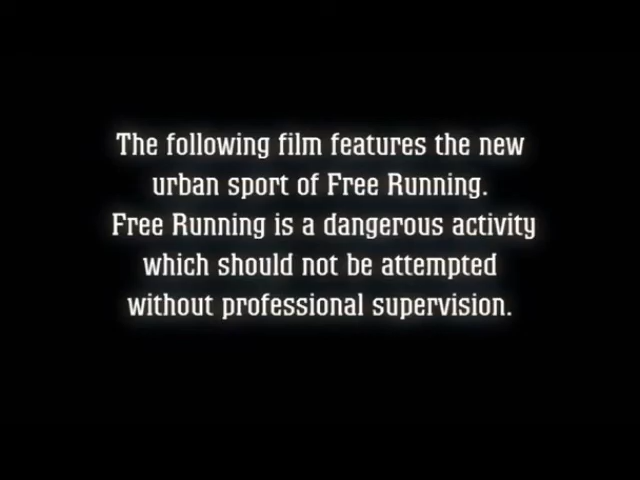 The following film features the new
urban sport of Free Running.
Free Running is a dangerous activity
which should not be attempted
without professional supervision.